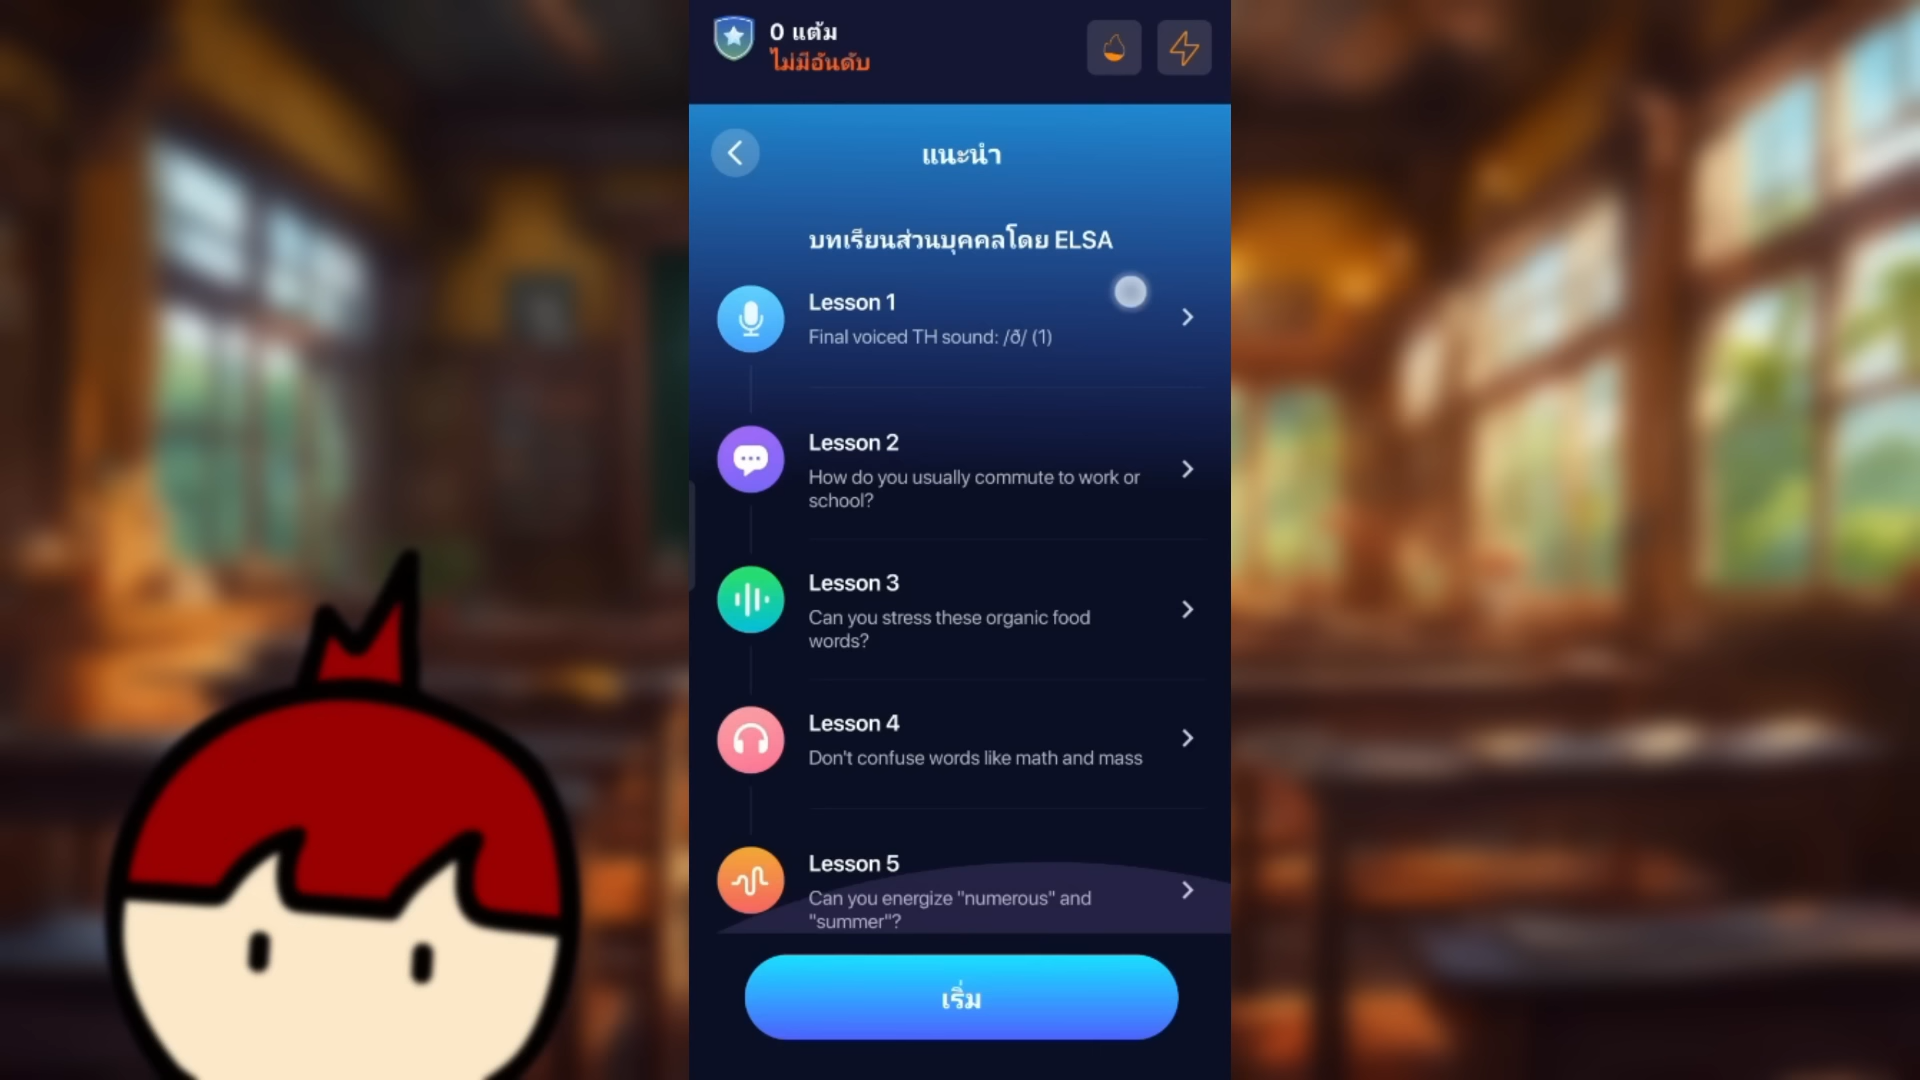 0 แต้ม
ไม่มีอันดับ
แนะนำ
บทเรียนส่วนบุคคลโดย ELSA
Lesson 1
Final voiced TH sound: /ð/ (1)
Lesson 2
How do you usually commute to work or
school?
Lesson 3
Can you stress these organic food
words?
Lesson 4
Don't confuse words like math and mass
Lesson 5
Can you energize "numerous" and
"summer"?
เริ่ม